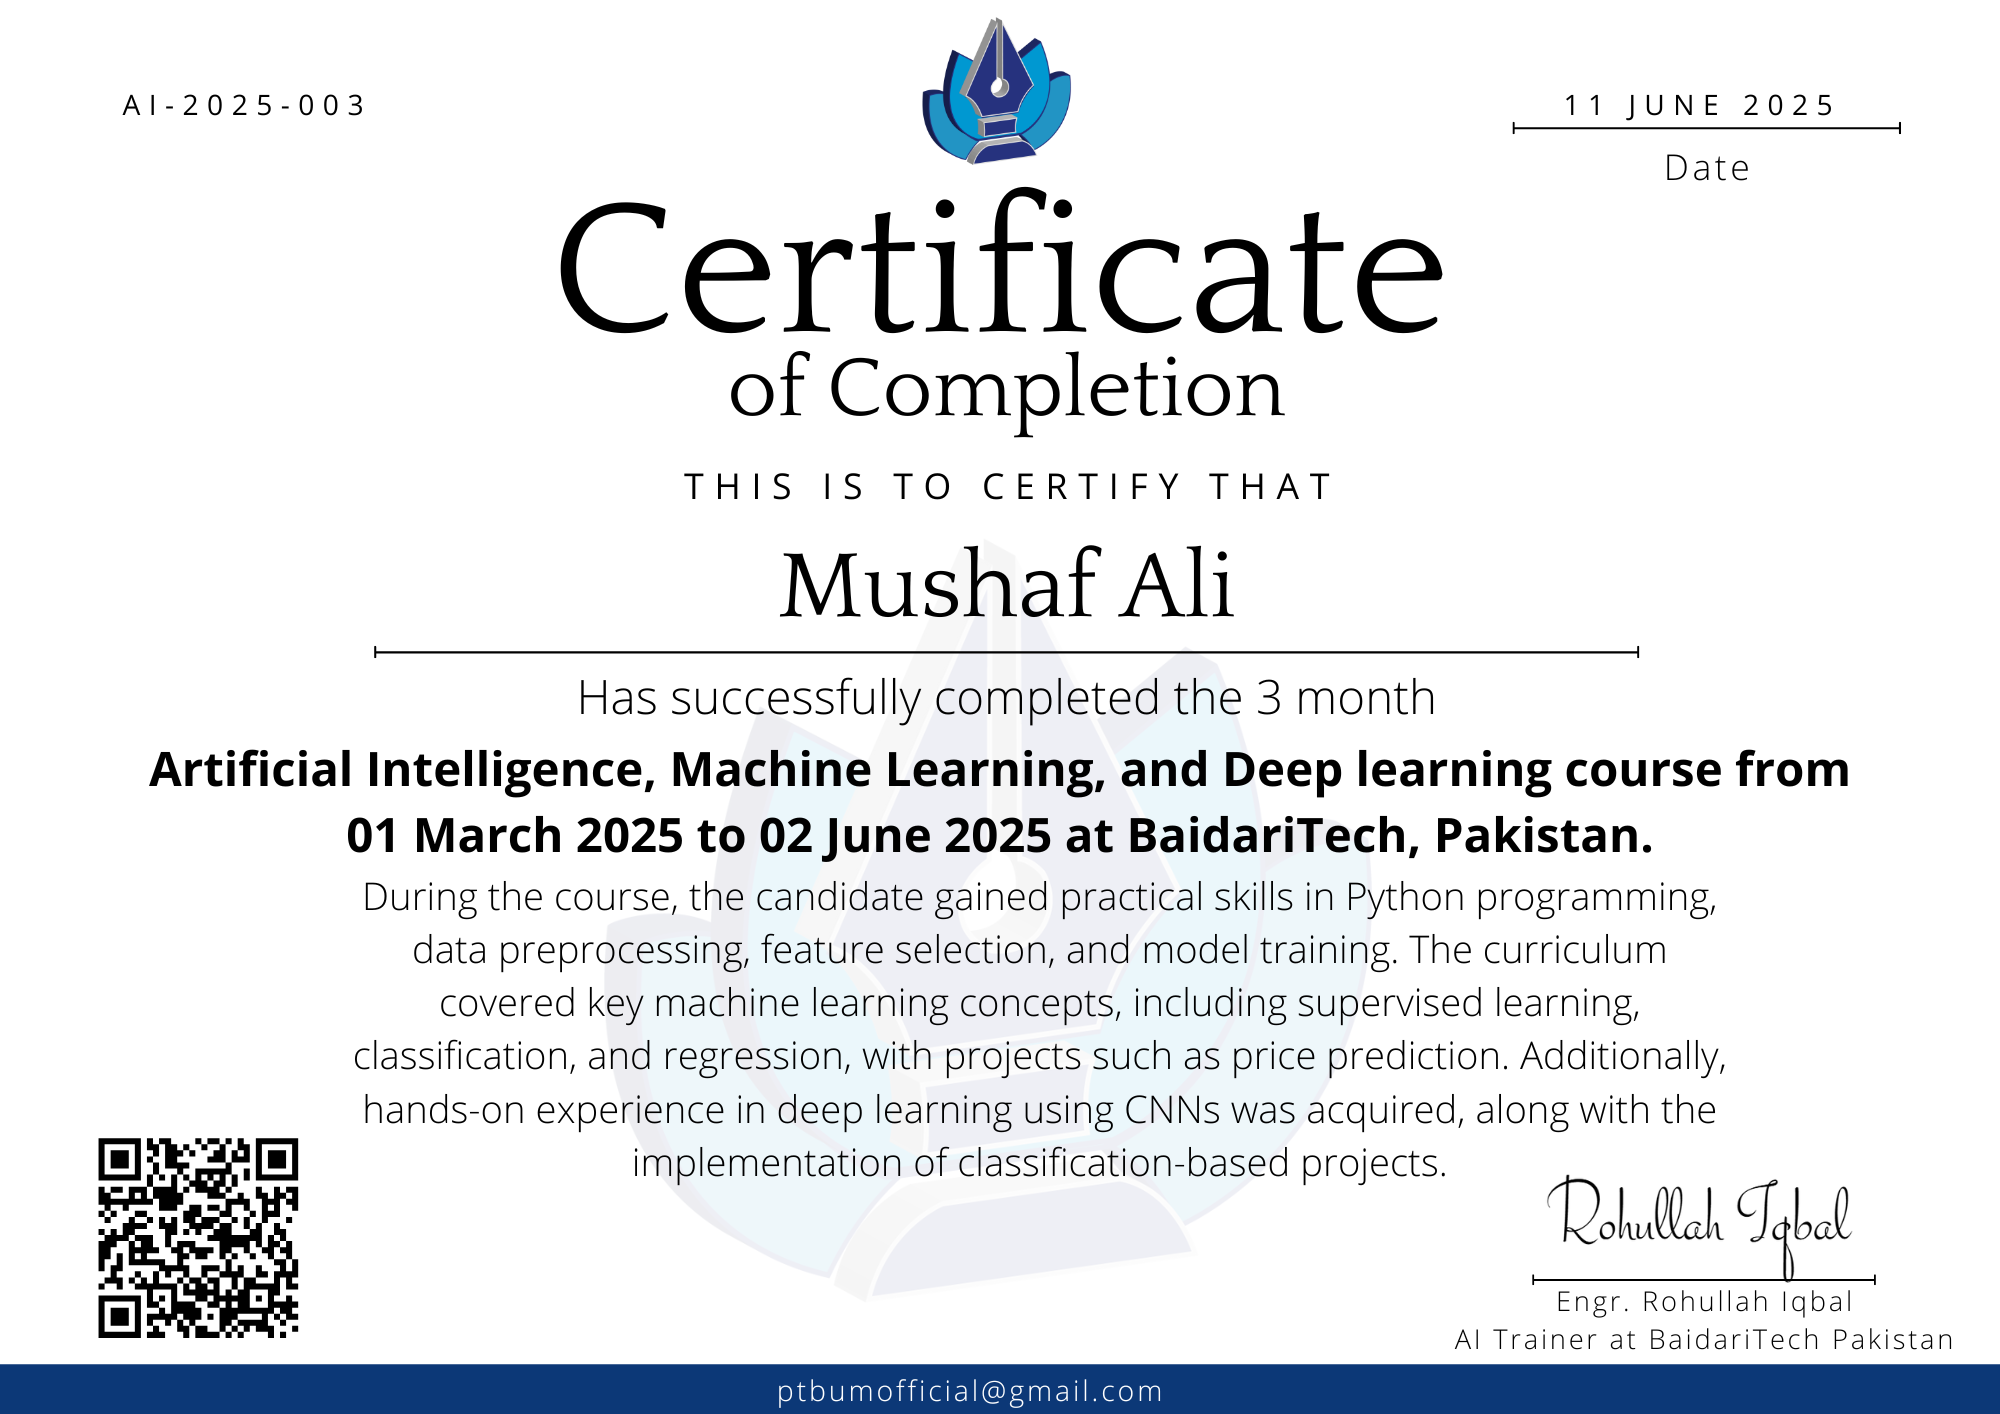 AI-2025-003
11 JUNE 2025
Date
Certificate
of Completion
THIS IS TO CERTIFY THAT
Mushaf Ali
Has successfully completed the 3 month
Artificial Intelligence, Machine Learning, and Deep learning course from
01 March 2025 to 02 June 2025 at BaidariTech, Pakistan.
During the course, the candidate gained practical skills in Python programming,
data preprocessing, feature selection, and model training. The curriculum
covered key machine learning concepts, including supervised learning,
classification, and regression, with projects such as price prediction. Additionally,
hands-on experience in deep learning using CNNs was acquired, along with the
implementation of classification-based projects.
Rohullah Iqbal
Engr. Rohullah Iqbal
AI Trainer at BaidariTech Pakistan
ptbumofficial@gmail.com